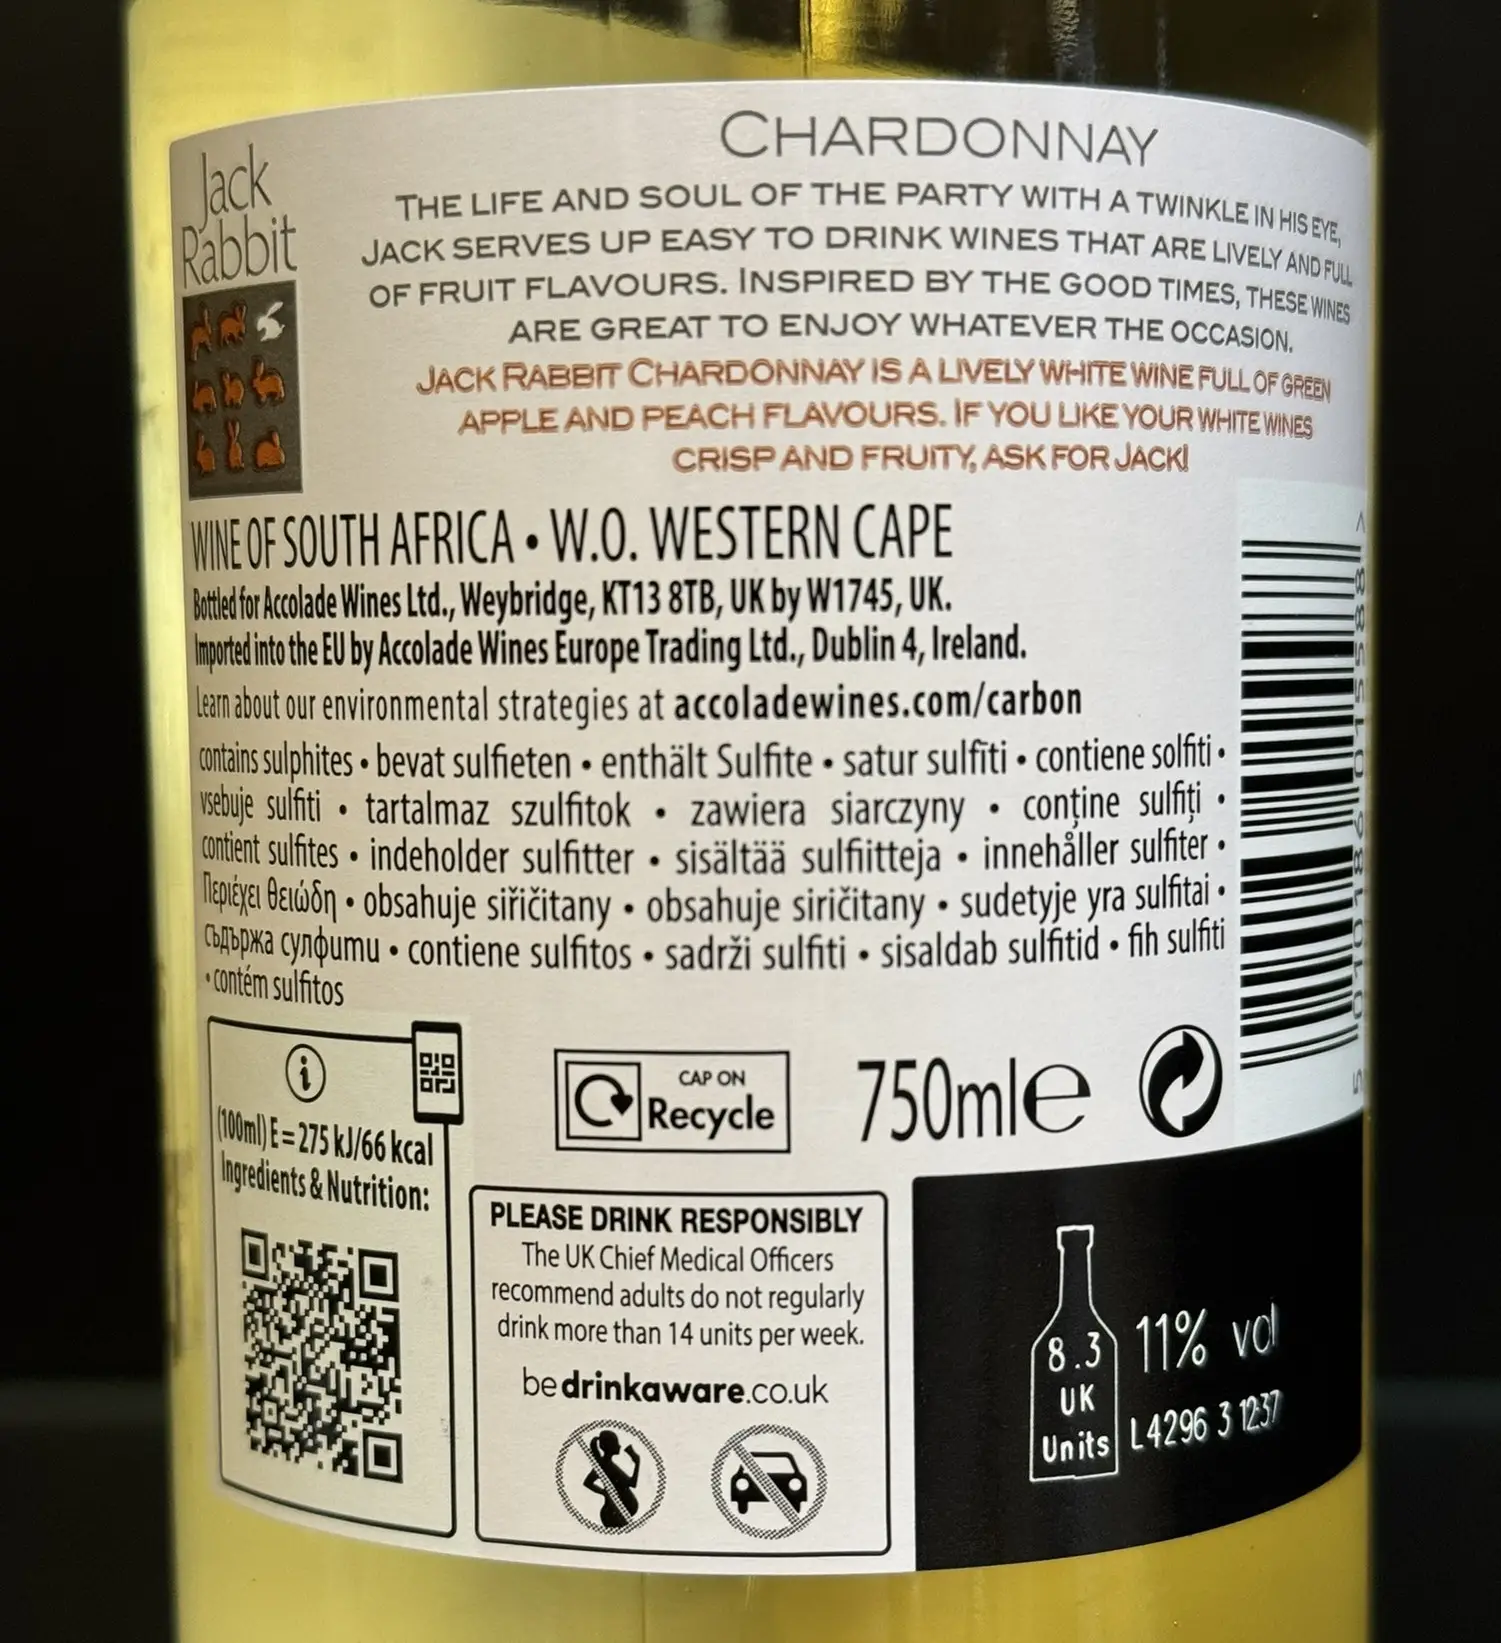 Jack
Rabbit
CHARDONNAY
THE LIFE AND SOUL OF THE PARTY WITH A TWINKLE IN HIS EYE,
JACK SERVES UP EASY TO DRINK WINES THAT ARE LIVELY AND FULL
OF FRUIT FLAVOURS. INSPIRED BY THE GOOD TIMES, THESE WINES
ARE GREAT TO ENJOY WHATEVER THE OCCASION.
JACK RABBIT CHARDONNAY IS A LIVELY WHITE WINE FULL OF GREEN
APPLE AND PEACH FLAVOURS. IF YOU LIKE YOUR WHITE WINES
CRISP AND FRUITY, ASK FOR JACK!
WINE OF SOUTH AFRICA • W.O. WESTERN CAPE
Bottled for Accolade Wines Ltd., Weybridge, KT13 8TB, UK by W1745, UK.
Imported into the EU by Accolade Wines Europe Trading Ltd., Dublin 4, Ireland.
Learn about our environmental strategies at accoladewines.com/carbon
contains sulphites • bevat sulfieten • enthält Sulfite • satur sulfīti • contiene solfiti •
vsebuje sulfiti • tartalmaz szulfitok • zawiera siarczyny • conține sulfiți •
contient sulfites • indeholder sulfitter • sisältää sulfiitteja • innehåller sulfiter •
Περιέχει θειώδη • obsahuje siřičitany • obsahuje siričitany • sudetyje yra sulfitai •
Съдържа сулфити • contiene sulfitos • sadrži sulfiti • sisaldab sulfitid • fih sulfiti
• contém sulfitos
(100ml) E = 275 kJ/66 kcal
Ingredients & Nutrition:
CAP ON
Recycle
750ml e
PLEASE DRINK RESPONSIBLY
The UK Chief Medical Officers
recommend adults do not regularly
drink more than 14 units per week.
bedrinkaware.co.uk
8.3
UK
Units
11% vol
L4296 3 12:37